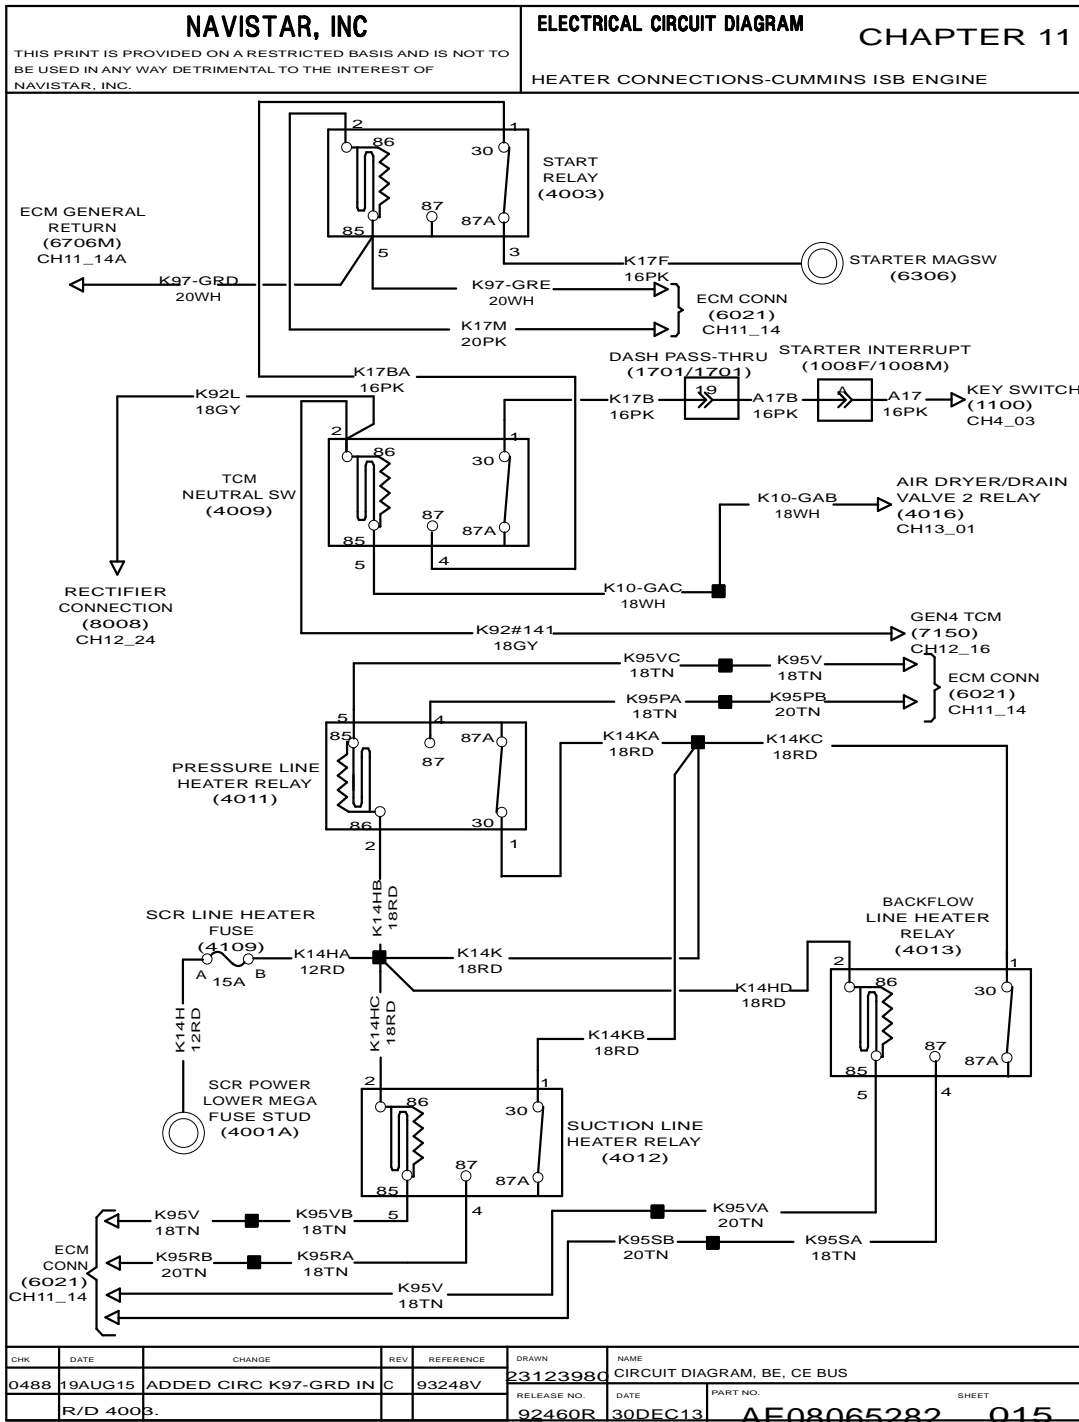 NAVISTAR, INC
THIS PRINT IS PROVIDED ON A RESTRICTED BASIS AND IS NOT TO
BE USED IN ANY WAY DETRIMENTAL TO THE INTEREST OF
NAVISTAR, INC.
ELECTRICAL CIRCUIT DIAGRAM
CHAPTER 11
HEATER CONNECTIONS-CUMMINS ISB ENGINE
2
1
86
30
START
RELAY
(4003)
87
87A
85
5
3
ECM GENERAL
RETURN
(6706M)
CH11_14A
K97-GRD
20WH
K17F
16PK
STARTER MAGSW
(6306)
K97-GRE
20WH
ECM CONN
(6021)
CH11_14
K17M
20PK
DASH PASS-THRU
(1701/1701)
STARTER INTERRUPT
(1008F/1008M)
K17BA
16PK
K92L
18GY
K17B
16PK
19
A17B
16PK
A
A17
16PK
KEY SWITCH
(1100)
CH4_03
2
1
86
30
TCM
NEUTRAL SW
(4009)
87
87A
85
5
4
K10-GAB
18WH
AIR DRYER/DRAIN
VALVE 2 RELAY
(4016)
CH13_01
RECTIFIER
CONNECTION
(8008)
CH12_24
K10-GAC
18WH
K92#141
18GY
GEN4 TCM
(7150)
CH12_16
K95VC
18TN
K95V
18TN
K95PA
18TN
K95PB
20TN
ECM CONN
(6021)
CH11_14
5
4
85
87A
87
PRESSURE LINE
HEATER RELAY
(4011)
86
30
2
1
K14KA
18RD
K14KC
18RD
K14HB
18RD
SCR LINE HEATER
FUSE
(4109)
A
15A
B
K14HA
12RD
K14K
18RD
K14H
12RD
K14HC
18RD
K14HD
18RD
BACKFLOW
LINE HEATER
RELAY
(4013)
2
1
86
30
87
87A
85
5
4
K14KB
18RD
SCR POWER
LOWER MEGA
FUSE STUD
(4001A)
2
1
86
30
SUCTION LINE
HEATER RELAY
(4012)
87
87A
85
5
4
K95V
18TN
K95VB
18TN
K95VA
20TN
K95RB
20TN
K95RA
18TN
K95SB
20TN
K95SA
18TN
ECM
CONN
(6021)
CH11_14
K95V
18TN
CHK
DATE
CHANGE
REV
REFERENCE
DRAWN
NAME
0488
19AUG15
ADDED CIRC K97-GRD IN
C
93248V
23123980
CIRCUIT DIAGRAM, BE, CE BUS
R/D 4003.
RELEASE NO.
DATE
PART NO.
SHEET
92460R
30DEC13
AE08065282
015